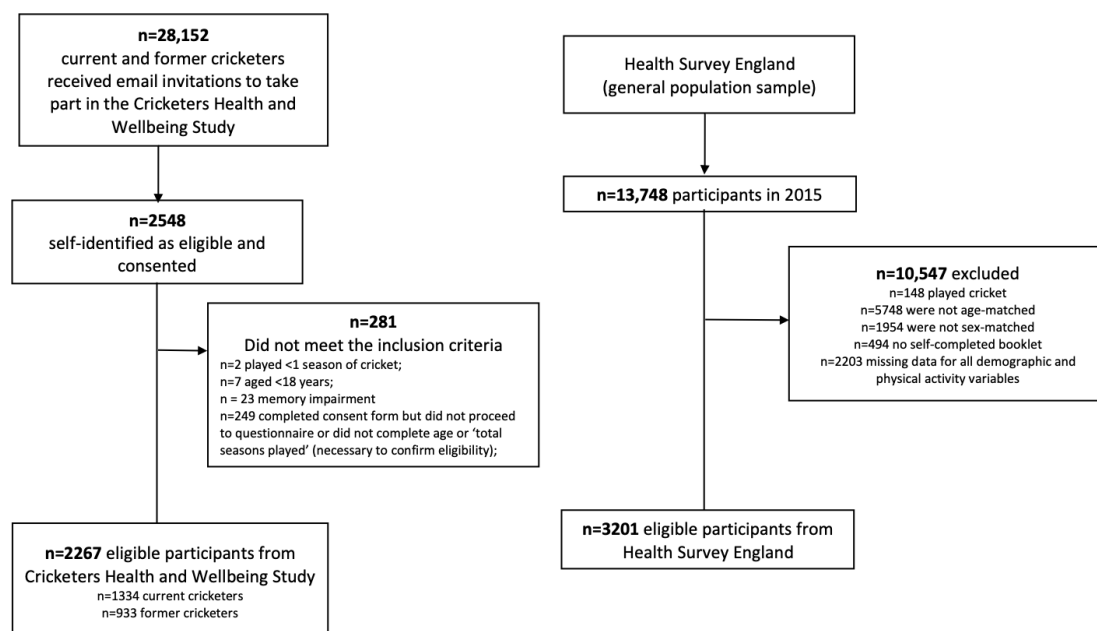 n=28,152
current and former cricketers
received email invitations to take
part in the Cricketers Health and
Wellbeing Study
n=2548
self-identified as eligible and
consented
n=281
Did not meet the inclusion criteria
n=2 played <1 season of cricket;
n=7 aged <18 years;
n = 23 memory impairment
n=249 completed consent form but did not proceed
to questionnaire or did not complete age or ‘total
seasons played’ (necessary to confirm eligibility);
n=2267 eligible participants from
Cricketers Health and Wellbeing Study
n=1334 current cricketers
n=933 former cricketers
Health Survey England
(general population sample)
n=13,748 participants in 2015
n=10,547 excluded
n=148 played cricket
n=5748 were not age-matched
n=1954 were not sex-matched
n=494 no self-completed booklet
n=2203 missing data for all demographic and
physical activity variables
n=3201 eligible participants from
Health Survey England